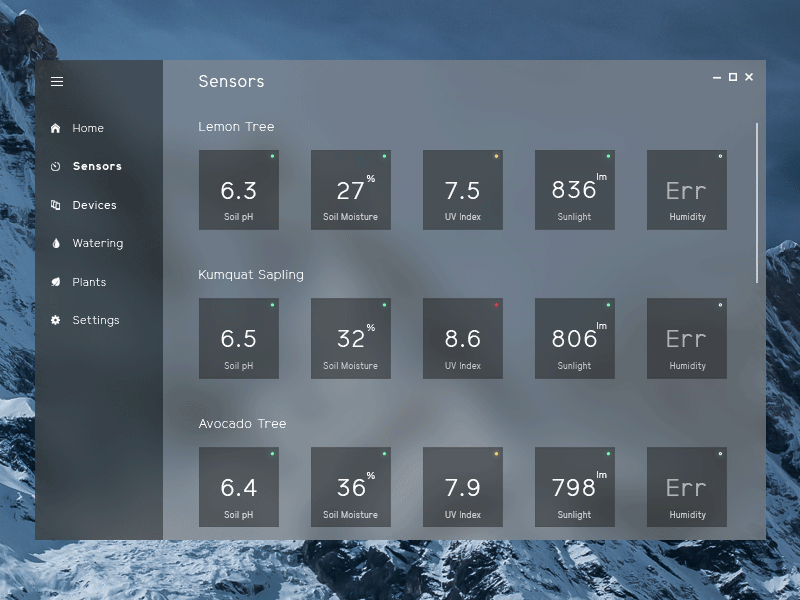 Sensors
Home
Sensors
Devices
Watering
Plants
Settings
Lemon Tree
6.3
Soil pH
27%
Soil Moisture
7.5
UV Index
836lm
Sunlight
Err
Humidity
Kumquat Sapling
6.5
Soil pH
32%
Soil Moisture
8.6
UV Index
806lm
Sunlight
Err
Humidity
Avocado Tree
6.4
Soil pH
36%
Soil Moisture
7.9
UV Index
798lm
Sunlight
Err
Humidity